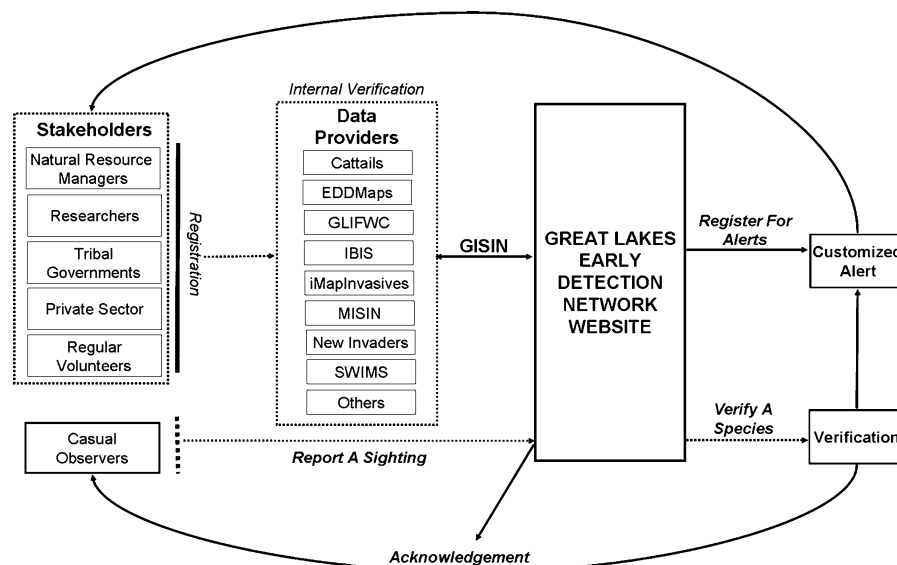 Internal Verification
Stakeholders
Natural Resource
Managers
Researchers
Tribal
Governments
Private Sector
Regular
Volunteers
Registration
Data
Providers
Cattails
EDDMaps
GLIFWC
IBIS
iMapInvasives
MISIN
New Invaders
SWIMS
Others
GISIN
GREAT LAKES
EARLY
DETECTION
NETWORK
WEBSITE
Register For
Alerts
Customized
Alert
Casual
Observers
Report A Sighting
Verify A
Species
Verification
Acknowledgement